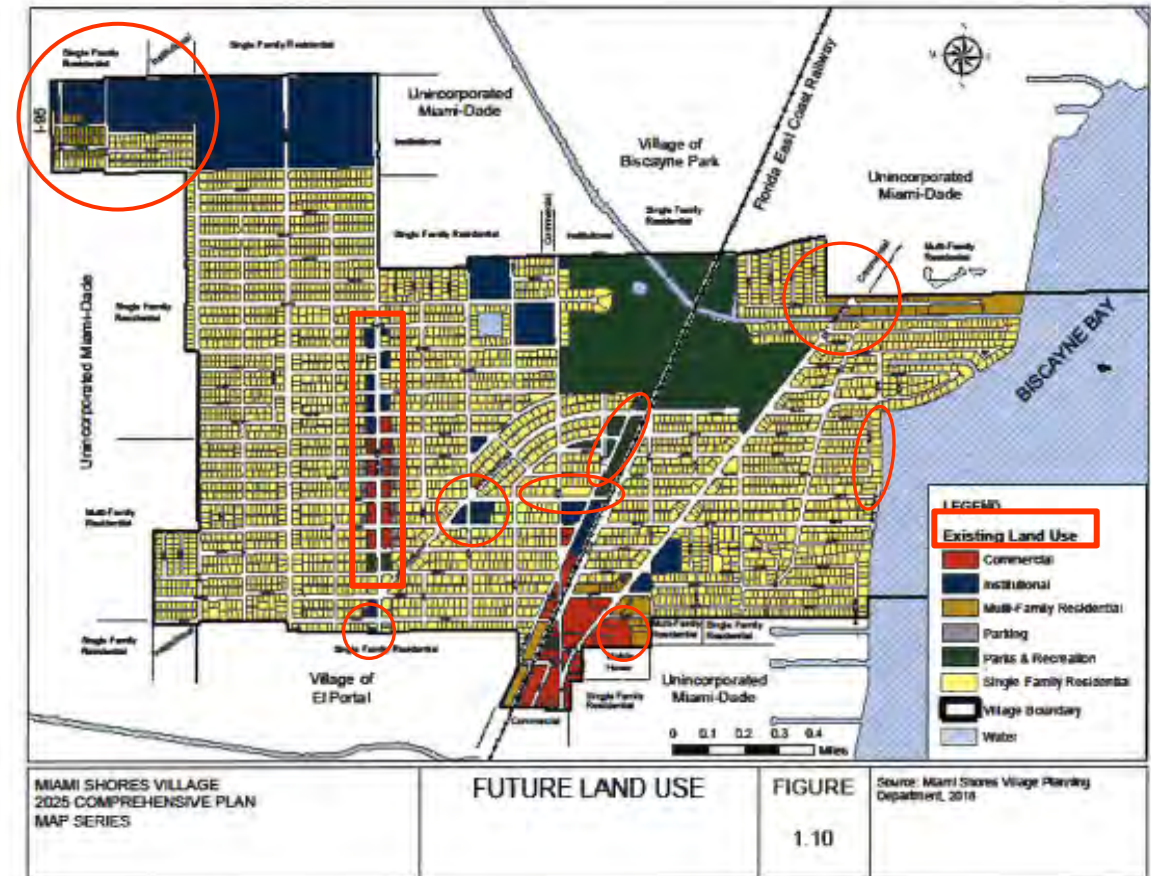 Single Family
Residential
Institutional
Single Family Residential
I-95
Unincorporated
Miami-Dade
Institutional
Village of
Biscayne Park
Florida East Coast Railway
Unincorporated
Miami-Dade
Single Family
Residential
Commercial
Institutional
Single Family Residential
Commercial
Multi-Family
Residential
Single Family
Residential
Unincorporated Miami-Dade
BISCAYNE BAY
Multi-Family
Residential
Single Family
Residential
Institutional
Single Family Residential
Village of
El Portal
Multi-Family
Residential
Single Family
Residential
Mobile
Home
Single Family
Residential
Unincorporated
Miami-Dade
Commercial
0 0.1 0.2 0.3 0.4
Miles
LEGEND
Existing Land Use
Commercial
Institutional
Multi-Family Residential
Parking
Parks & Recreation
Single Family Residential
Village Boundary
Water
MIAMI SHORES VILLAGE
2025 COMPREHENSIVE PLAN
MAP SERIES
FUTURE LAND USE
FIGURE
1.10
Source: Miami Shores Village Planning
Department, 2018